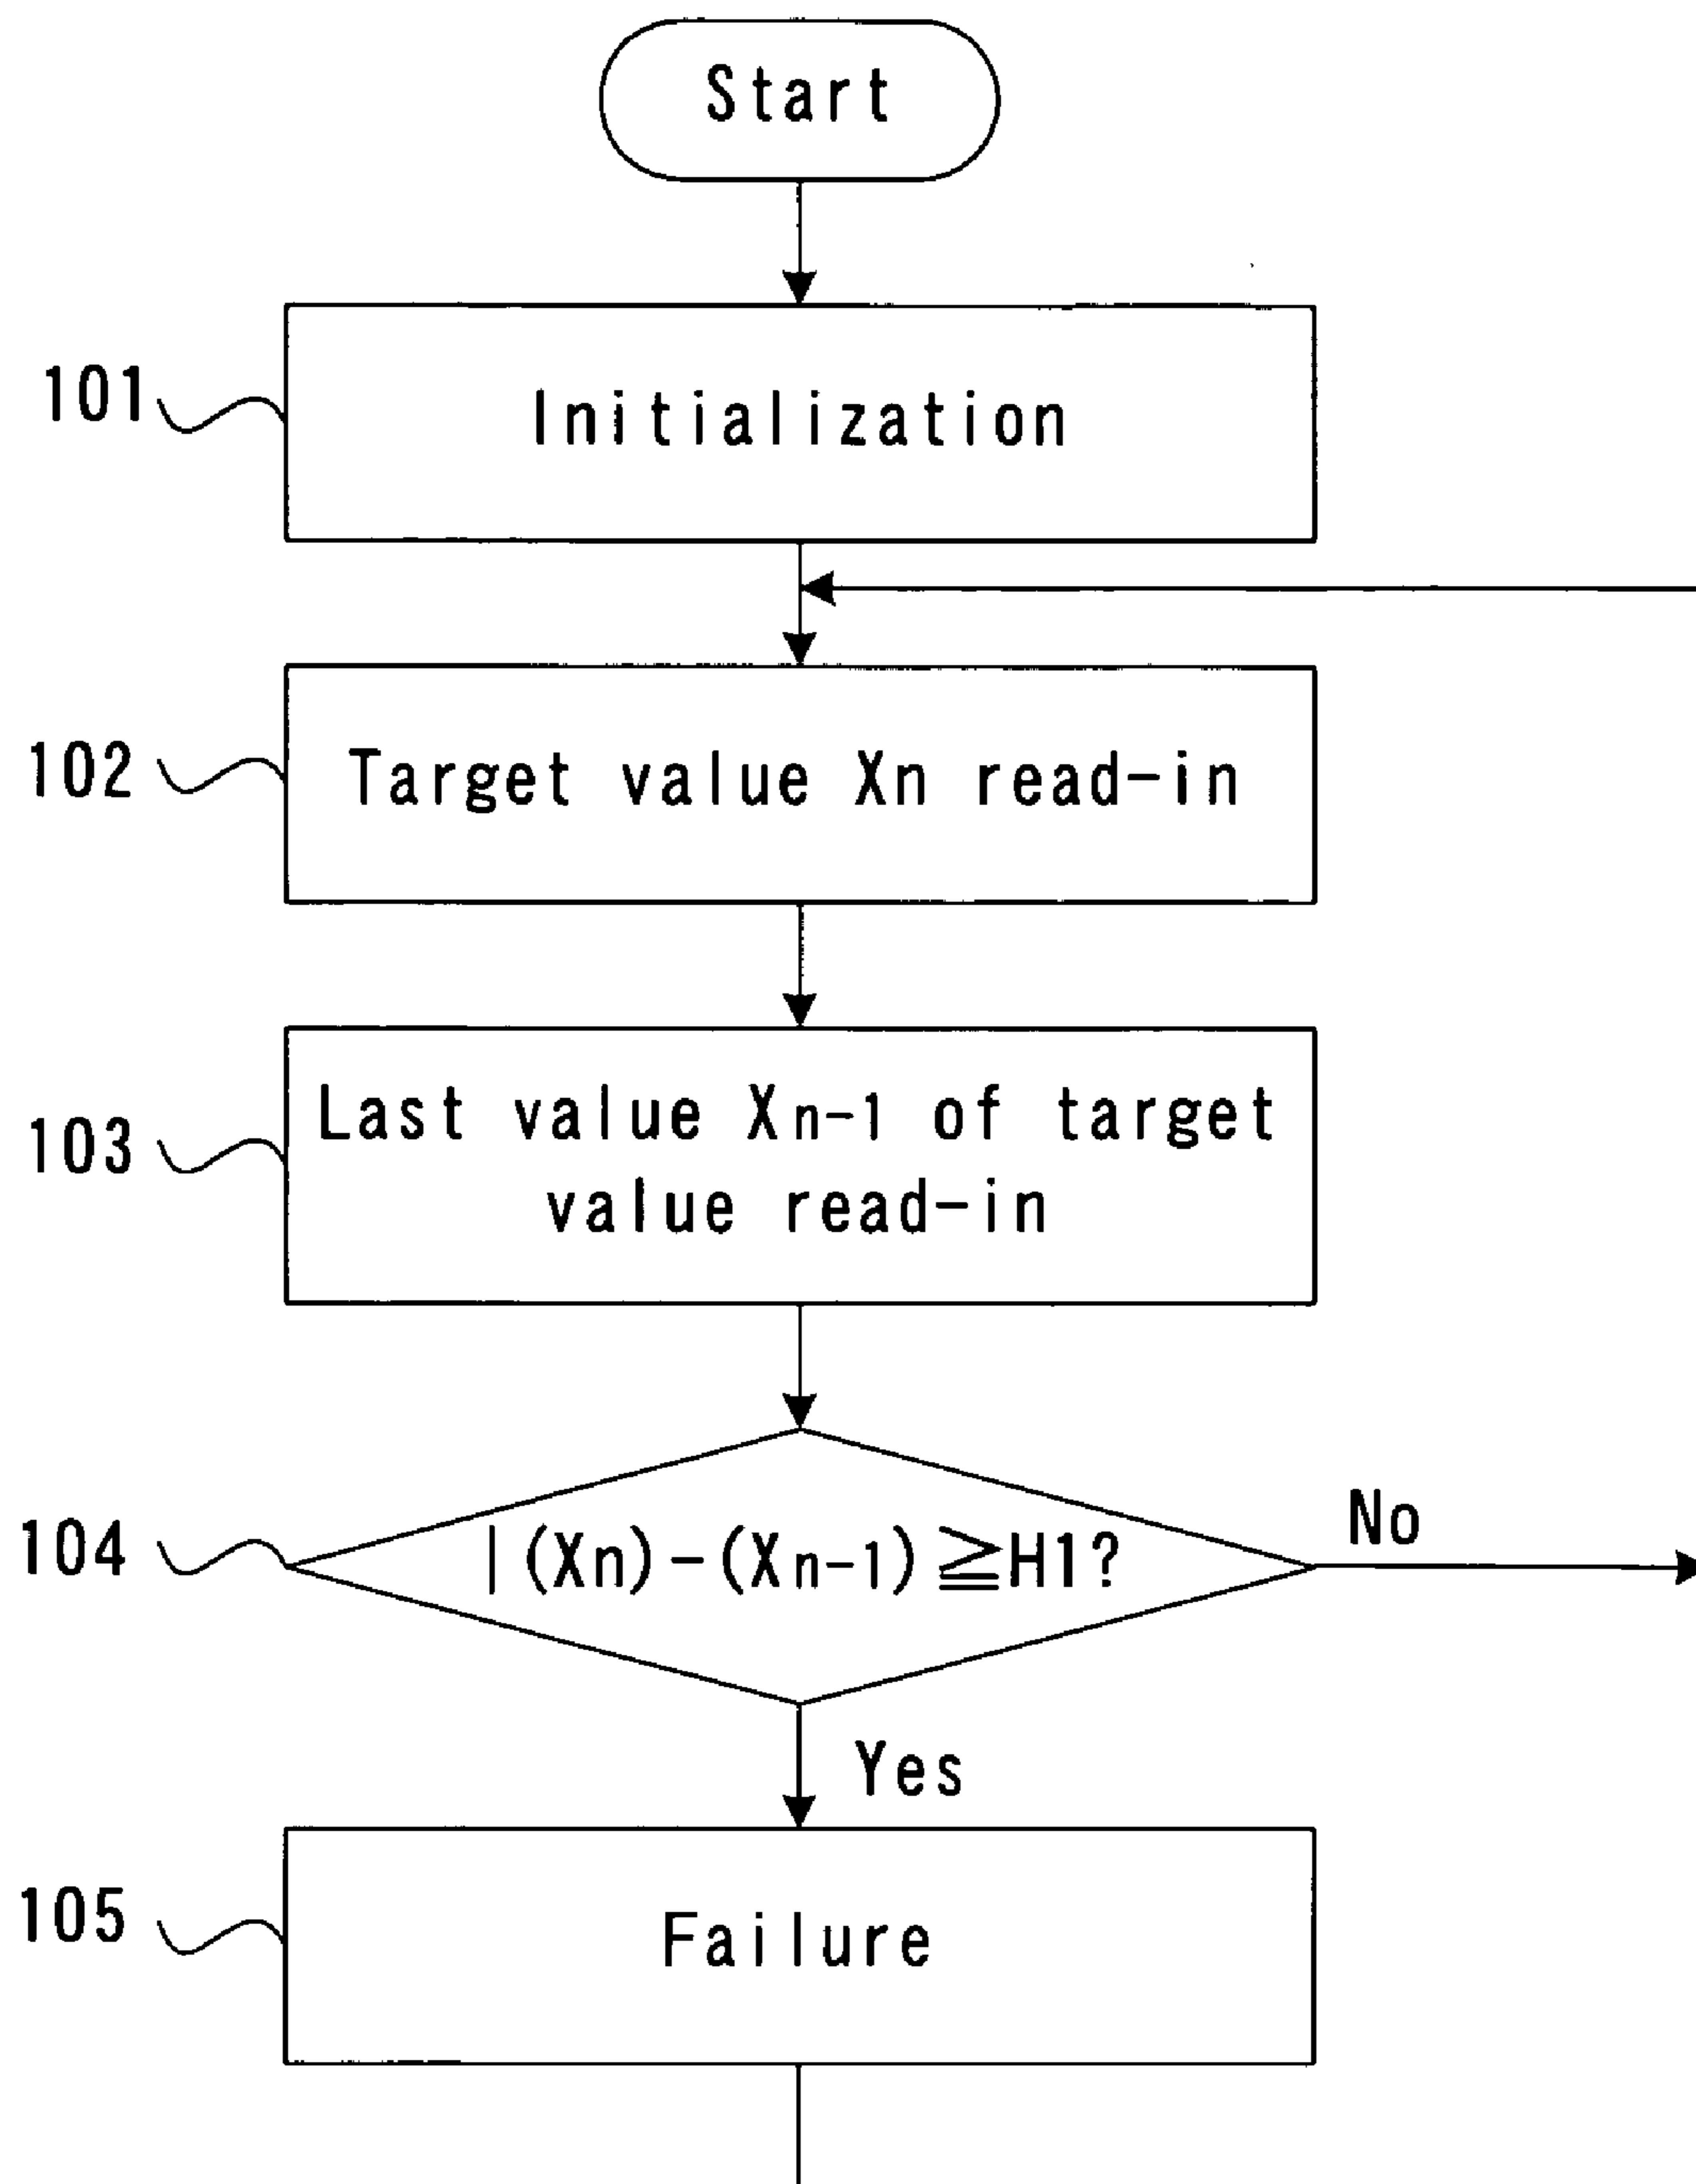 Start
101
Initialization
102
Target value Xn read-in
103
Last value Xn-1 of target
value read-in
104
|(Xn)-(Xn-1)≧H1?
No
Yes
105
Failure